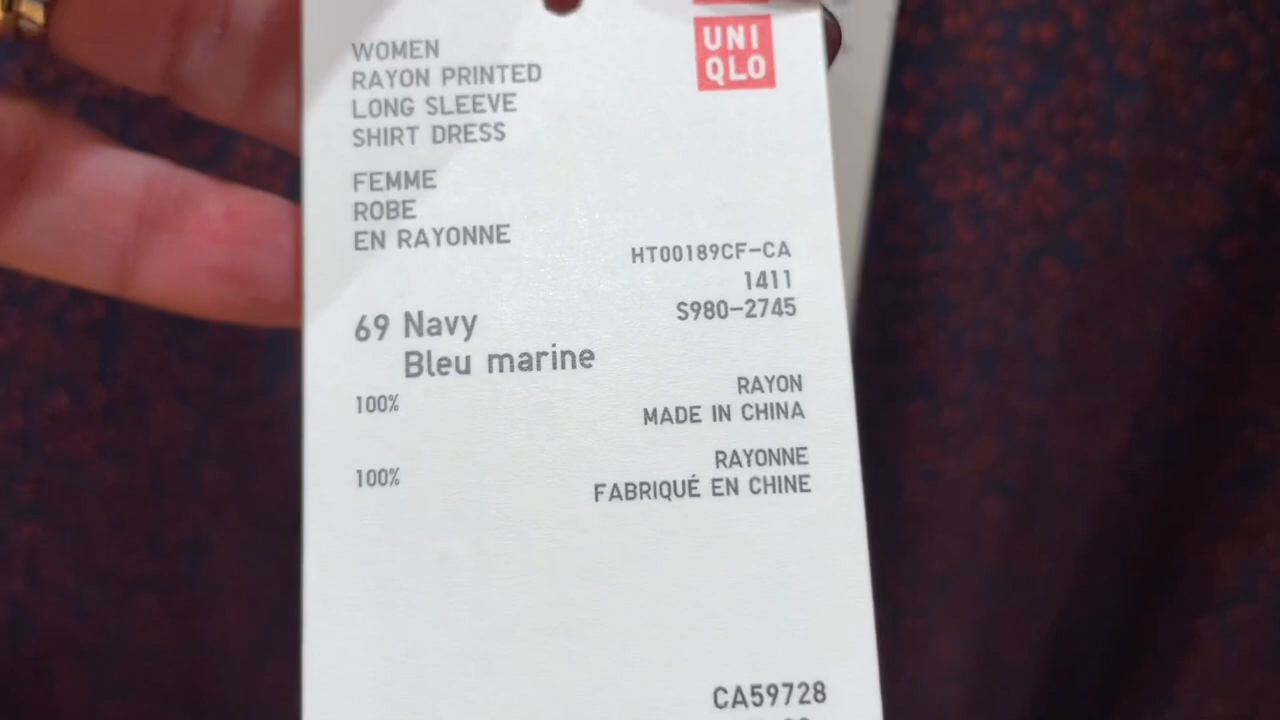 UNI
QLO
WOMEN
RAYON PRINTED
LONG SLEEVE
SHIRT DRESS
FEMME
ROBE
EN RAYONNE
HT00189CF-CA
1411
S980-2745
69 Navy
Bleu marine
100% RAYON
MADE IN CHINA
100% RAYONNE
FABRIQUÉ EN CHINE
CA59728